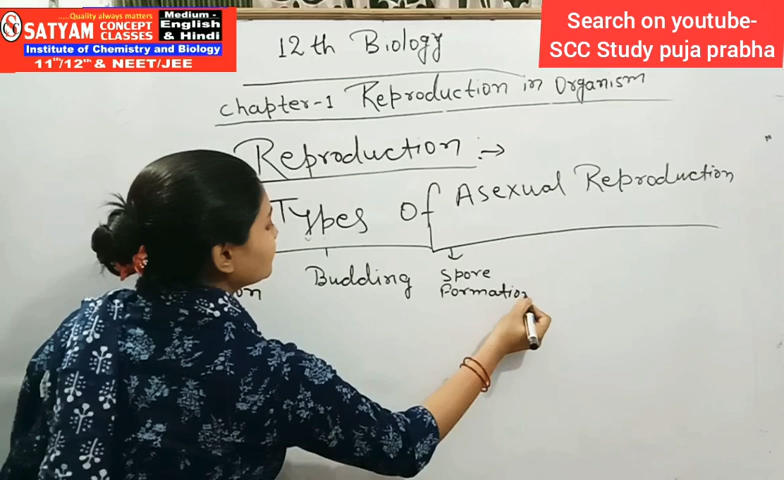 .....Quality always matters
SATYAM CONCEPT CLASSES
Medium - English & Hindi
Institute of Chemistry and Biology
11th/12th & NEET/JEE
Search on youtube-
SCC Study puja prabha
12th Biology
Chapter-1 Reproduction in Organism
Reproduction :→
Types Of Asexual Reproduction
on Budding Spore
Formation